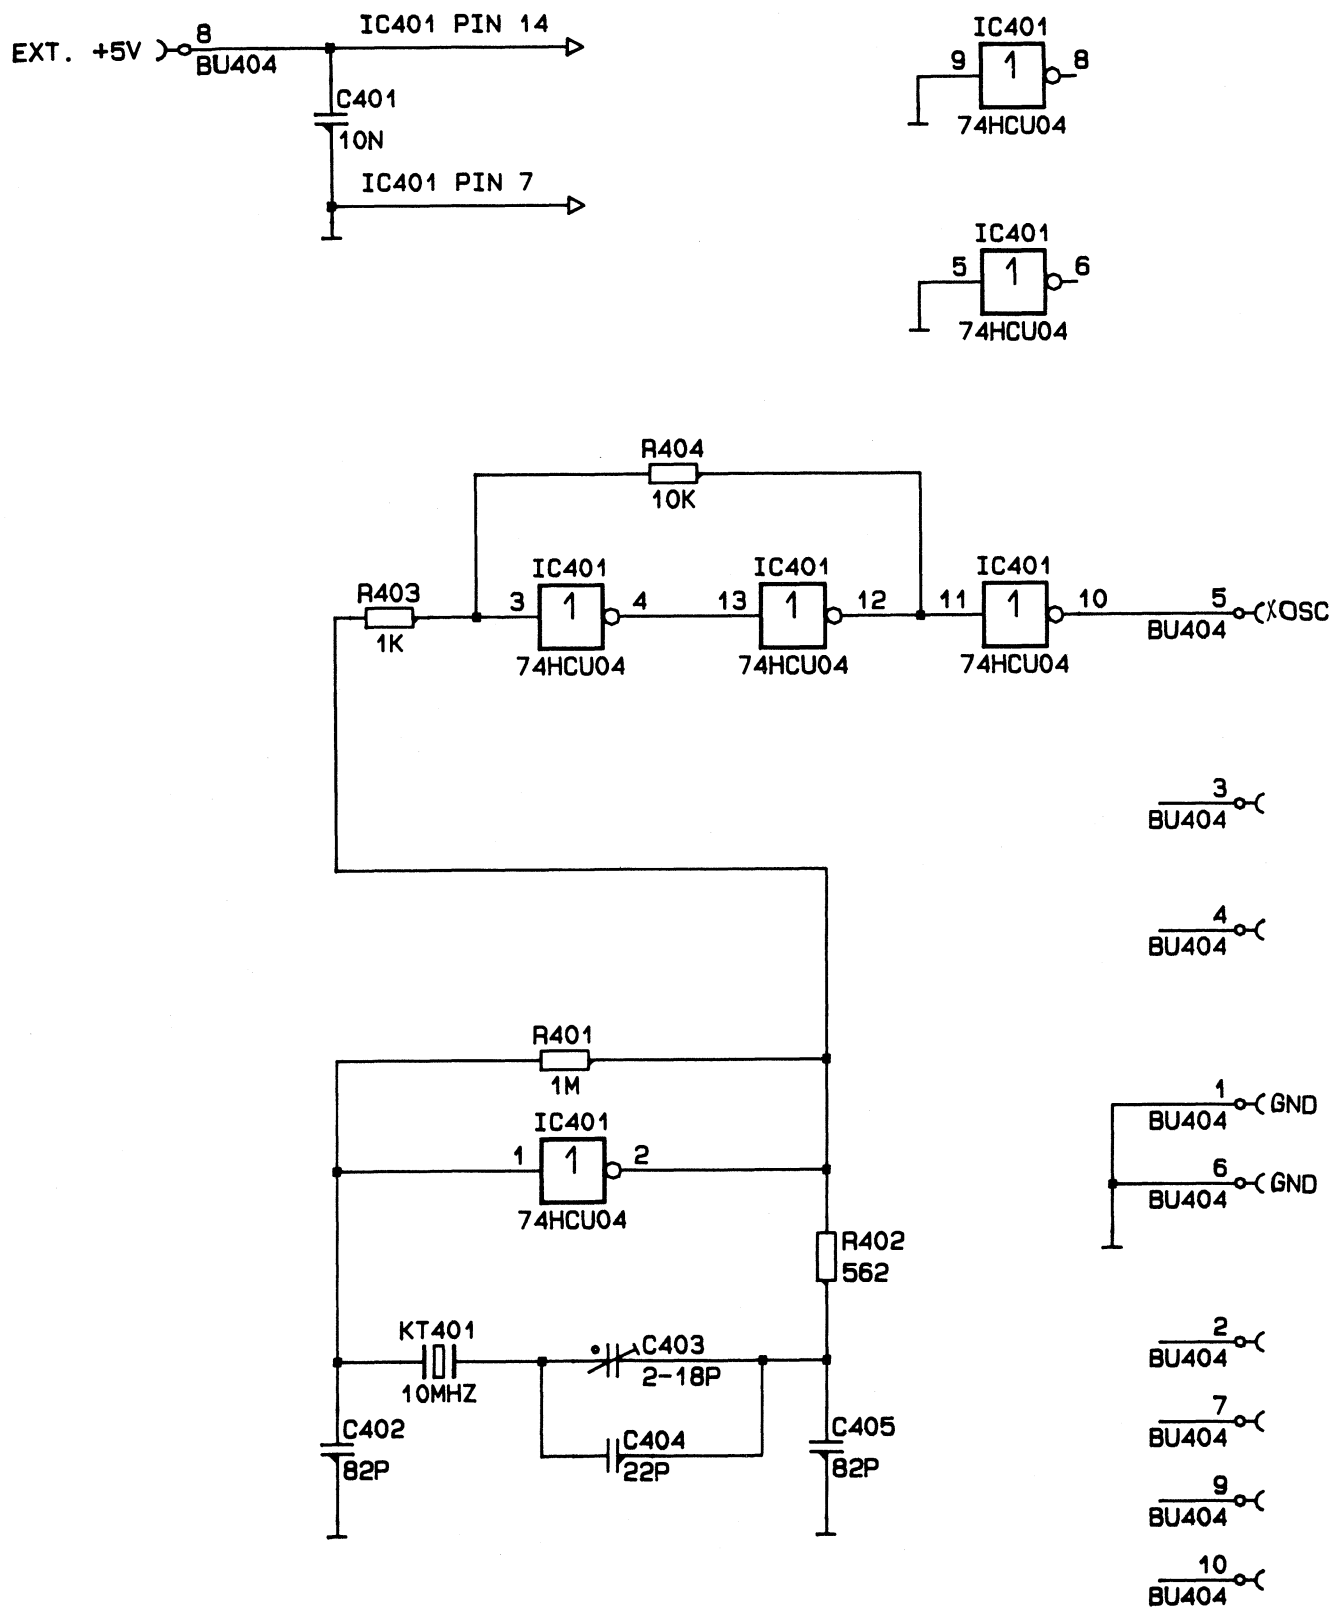 EXT. +5V
8
BU404
IC401 PIN 14
C401
10N
IC401 PIN 7
IC401
9
1
8
74HCU04
IC401
5
1
6
74HCU04
R404
10K
R403
1K
IC401
3
1
4
74HCU04
IC401
13
1
12
74HCU04
IC401
11
1
10
74HCU04
5
BU404
XOSC
3
BU404
4
BU404
R401
1M
IC401
1
1
2
74HCU04
1
BU404
GND
6
BU404
GND
R402
562
KT401
10MHZ
C403
2-18P
C404
22P
C402
82P
C405
82P
2
BU404
7
BU404
9
BU404
10
BU404